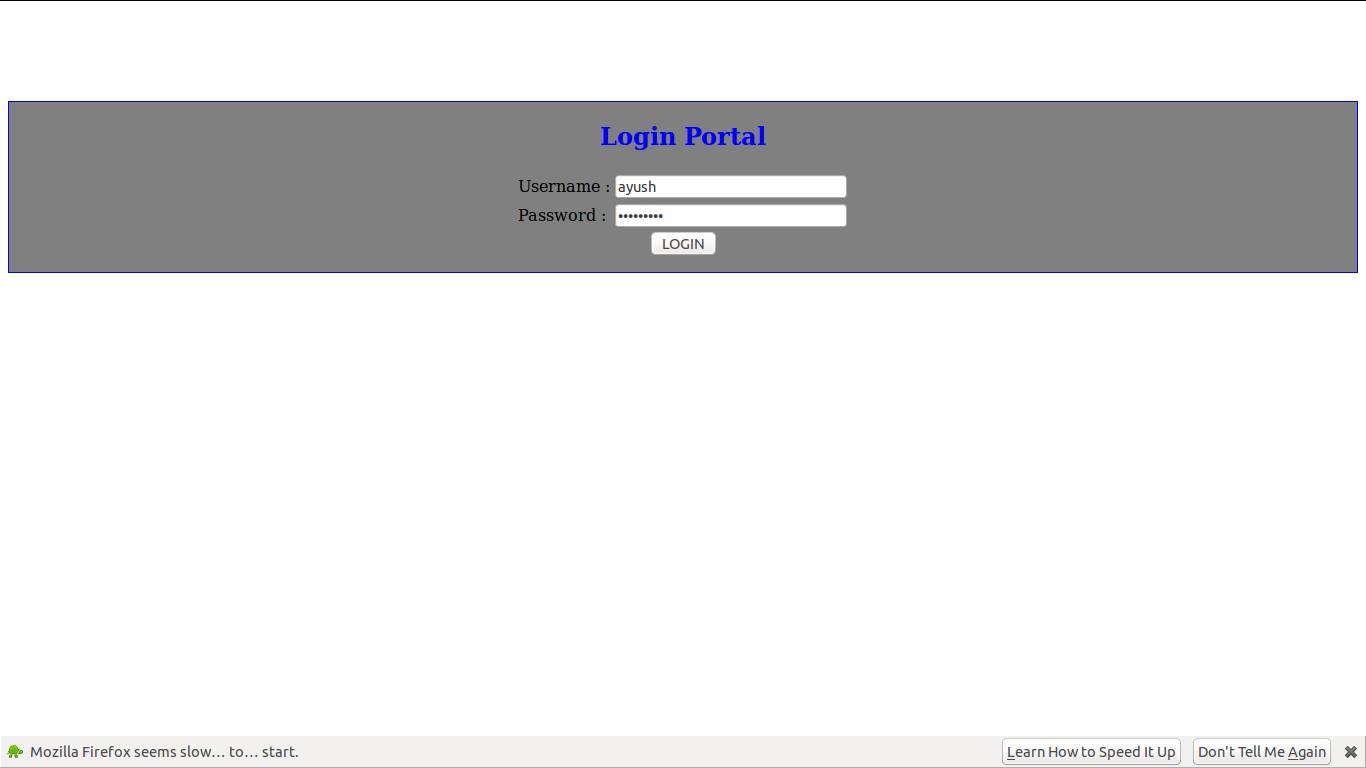 Login Portal
Username : ayush
Password : •••••••••
LOGIN
Mozilla Firefox seems slow… to… start. Learn How to Speed It Up Don't Tell Me Again